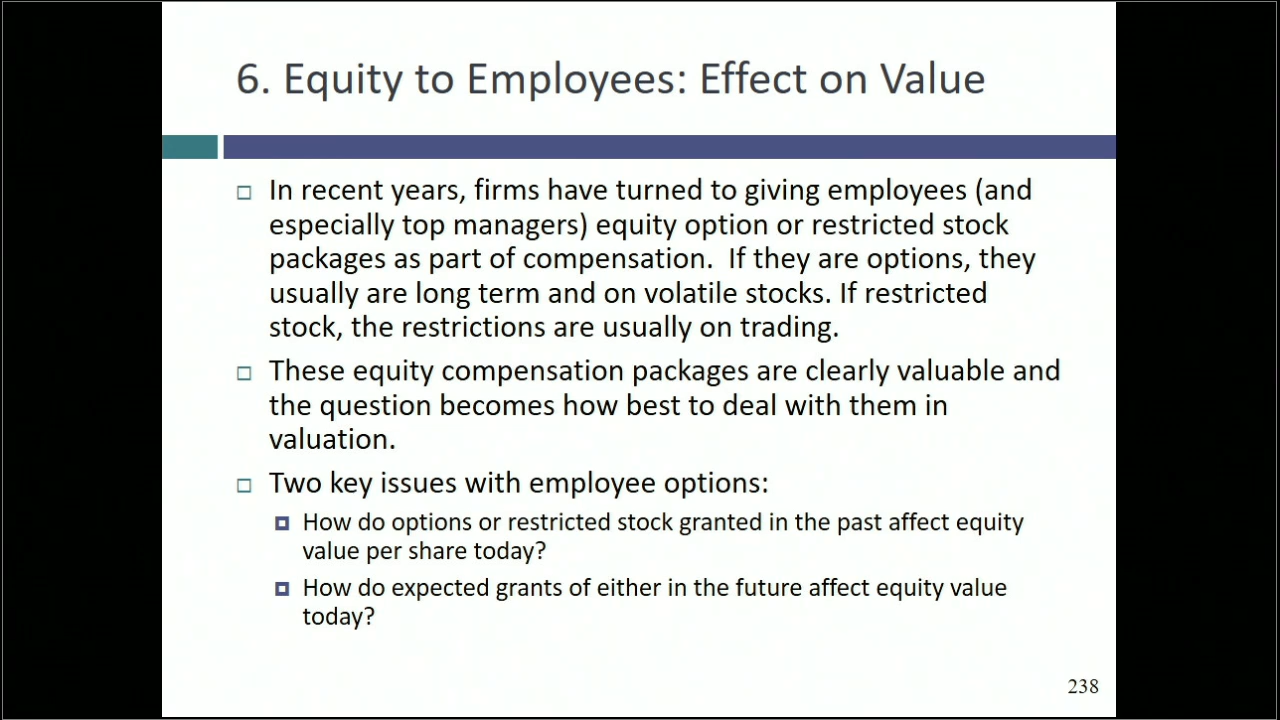 6. Equity to Employees: Effect on Value
In recent years, firms have turned to giving employees (and
especially top managers) equity option or restricted stock
packages as part of compensation.  If they are options, they
usually are long term and on volatile stocks. If restricted
stock, the restrictions are usually on trading.
These equity compensation packages are clearly valuable and
the question becomes how best to deal with them in
valuation.
Two key issues with employee options:
How do options or restricted stock granted in the past affect equity
value per share today?
How do expected grants of either in the future affect equity value
today?
238